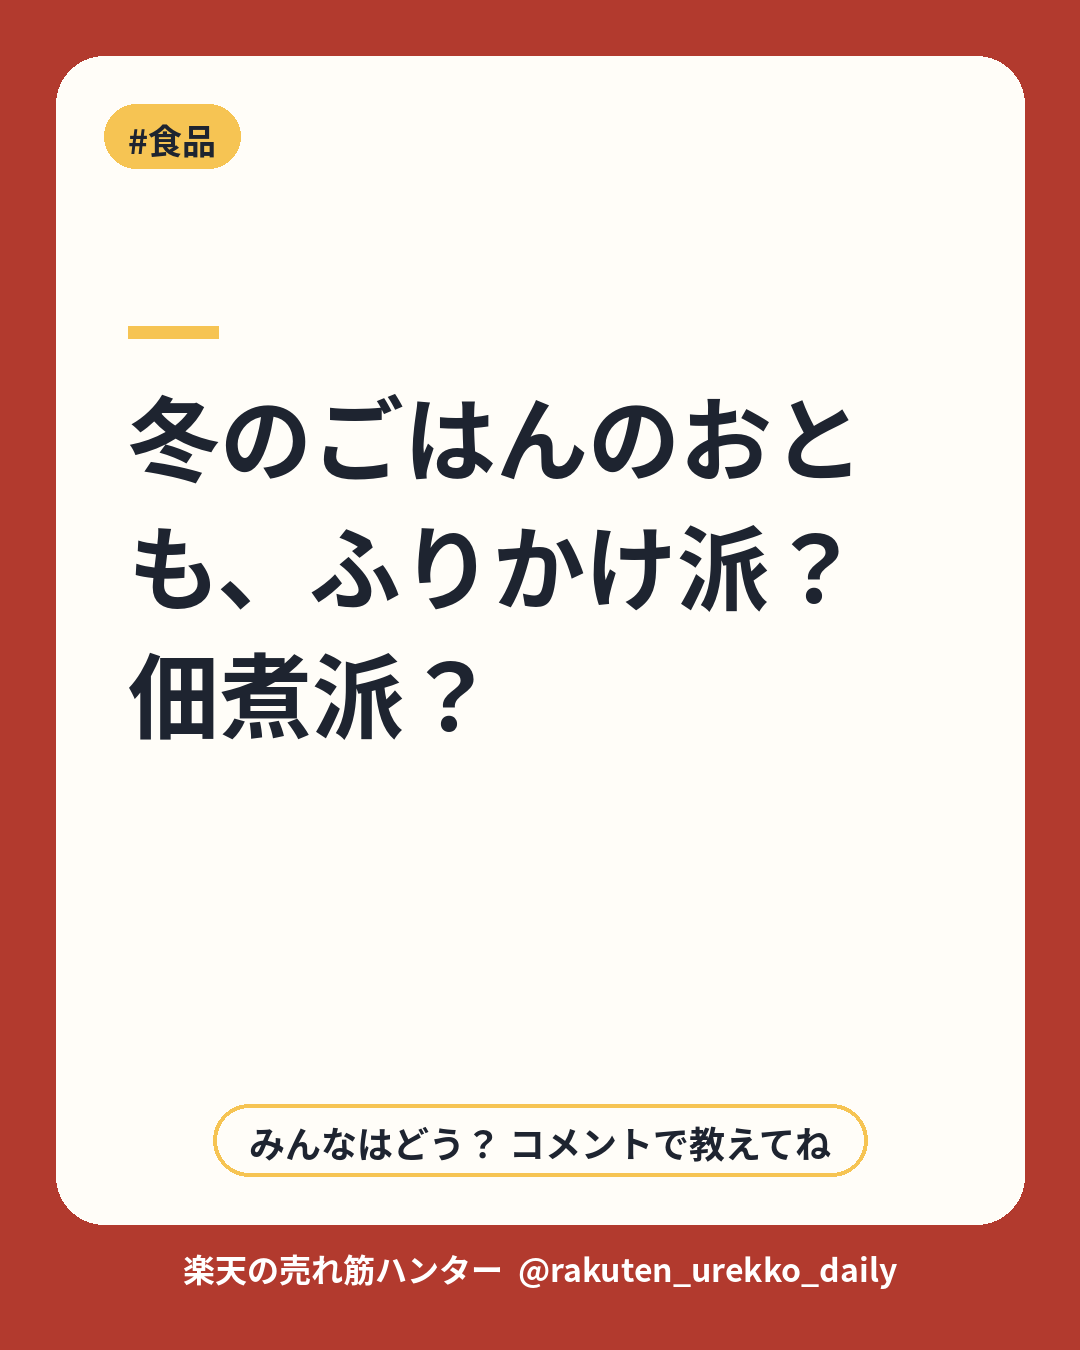 #食品
冬のごはんのおと
も、ふりかけ派？
佃煮派？
みんなはどう？ コメントで教えてね
楽天の売れ筋ハンター @rakuten_urekko_daily